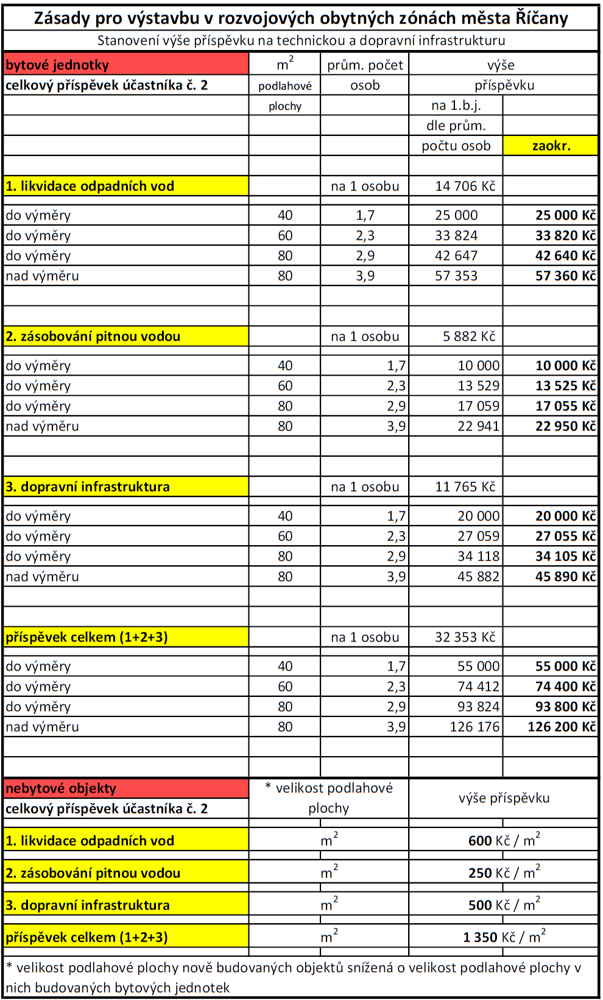 Zásady pro výstavbu v rozvojových obytných zónách města Říčany
Stanovení výše příspěvku na technickou a dopravní infrastrukturu
bytové jednotky m² prům. počet výše
celkový příspěvek účastníka č. 2 podlahové osob příspěvku
plochy na 1.b.j.
dle prům.
počtu osob zaokr.
1. likvidace odpadních vod na 1 osobu 14 706 Kč
do výměry 40 1,7 25 000 25 000 Kč
do výměry 60 2,3 33 824 33 820 Kč
do výměry 80 2,9 42 647 42 640 Kč
nad výměru 80 3,9 57 353 57 360 Kč
2. zásobování pitnou vodou na 1 osobu 5 882 Kč
do výměry 40 1,7 10 000 10 000 Kč
do výměry 60 2,3 13 529 13 525 Kč
do výměry 80 2,9 17 059 17 055 Kč
nad výměru 80 3,9 22 941 22 950 Kč
3. dopravní infrastruktura na 1 osobu 11 765 Kč
do výměry 40 1,7 20 000 20 000 Kč
do výměry 60 2,3 27 059 27 055 Kč
do výměry 80 2,9 34 118 34 105 Kč
nad výměru 80 3,9 45 882 45 890 Kč
příspěvek celkem (1+2+3) na 1 osobu 32 353 Kč
do výměry 40 1,7 55 000 55 000 Kč
do výměry 60 2,3 74 412 74 400 Kč
do výměry 80 2,9 93 824 93 800 Kč
nad výměru 80 3,9 126 176 126 200 Kč
nebytové objekty * velikost podlahové výše příspěvku
celkový příspěvek účastníka č. 2 plochy
1. likvidace odpadních vod m² 600 Kč / m²
2. zásobování pitnou vodou m² 250 Kč / m²
3. dopravní infrastruktura m² 500 Kč / m²
příspěvek celkem (1+2+3) m² 1 350 Kč / m²
* velikost podlahové plochy nově budovaných objektů snížená o velikost podlahové plochy v
nich budovaných bytových jednotek